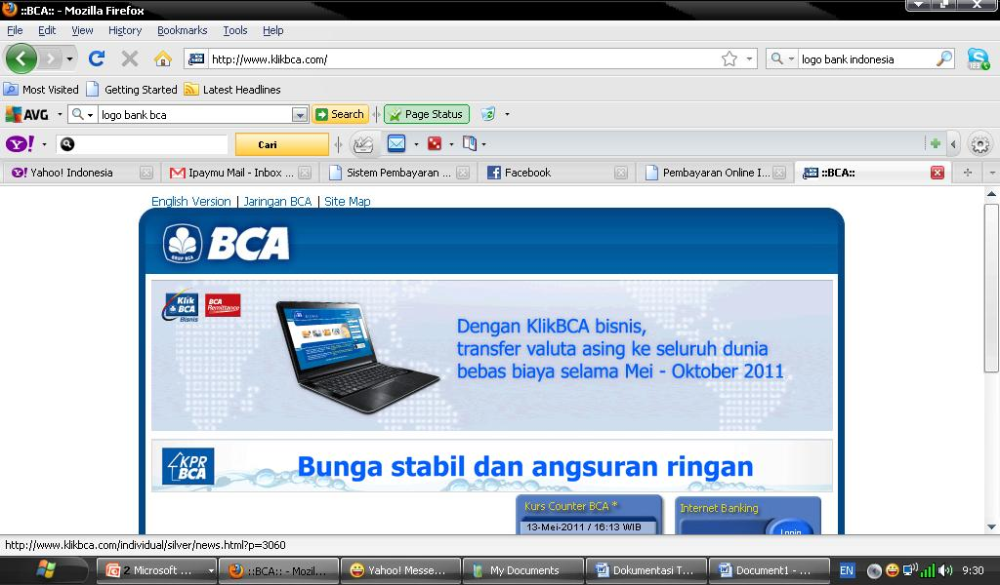 ::BCA:: - Mozilla Firefox
File Edit View History Bookmarks Tools Help
http://www.klikbca.com/ logo bank indonesia
Most Visited Getting Started Latest Headlines
AVG logo bank bca Search Page Status
Y! Cari
Y! Yahoo! Indonesia Ipaymu Mail - Inbox ... Sistem Pembayaran ... Facebook Pembayaran Online I... ::BCA::
English Version | Jaringan BCA | Site Map
GRUP BCA BCA
Klik BCA Bisnis
BCA Remittance
Dengan KlikBCA bisnis,
transfer valuta asing ke seluruh dunia
bebas biaya selama Mei - Oktober 2011
KPR BCA
Bunga stabil dan angsuran ringan
Kurs Counter BCA * Internet Banking
13-Mei-2011 / 16:13 WIB Login
http://www.klikbca.com/individual/silver/news.html?p=3060
2 Microsoft ... ::BCA:: - Mozil... Yahoo! Messe... My Documents Dokumentasi T... Document1 - ... EN 9:30